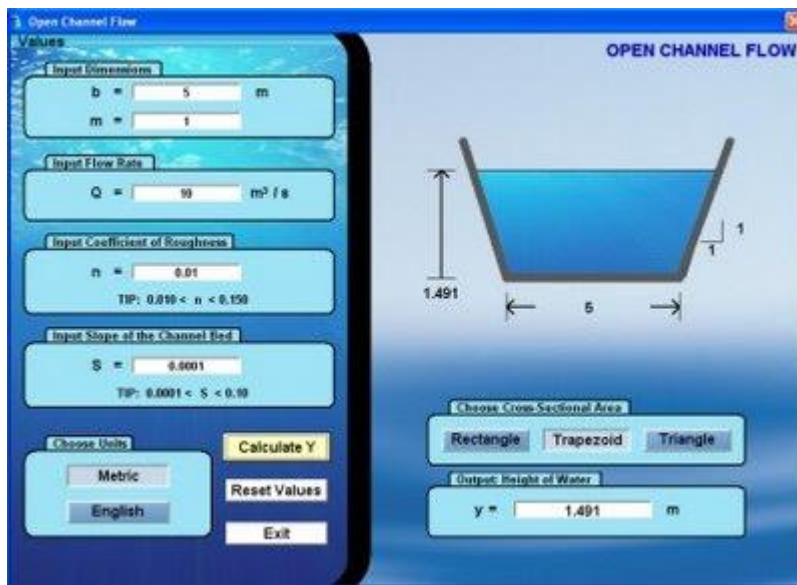 Open Channel Flow
Values
OPEN CHANNEL FLOW
Input Dimensions
b = 5 m
m = 1
Input Flow Rate
Q = 10 m³ / s
Input Coefficient of Roughness
n = 0.01
TIP: 0.010 < n < 0.150
Input Slope of the Channel Bed
S = 0.0001
TIP: 0.0001 < S < 0.10
Choose Units
Metric
English
Calculate Y
Reset Values
Exit
1.491
5
1
1
Choose Cross-Sectional Area
Rectangle Trapezoid Triangle
Output: Height of Water
y = 1.491 m